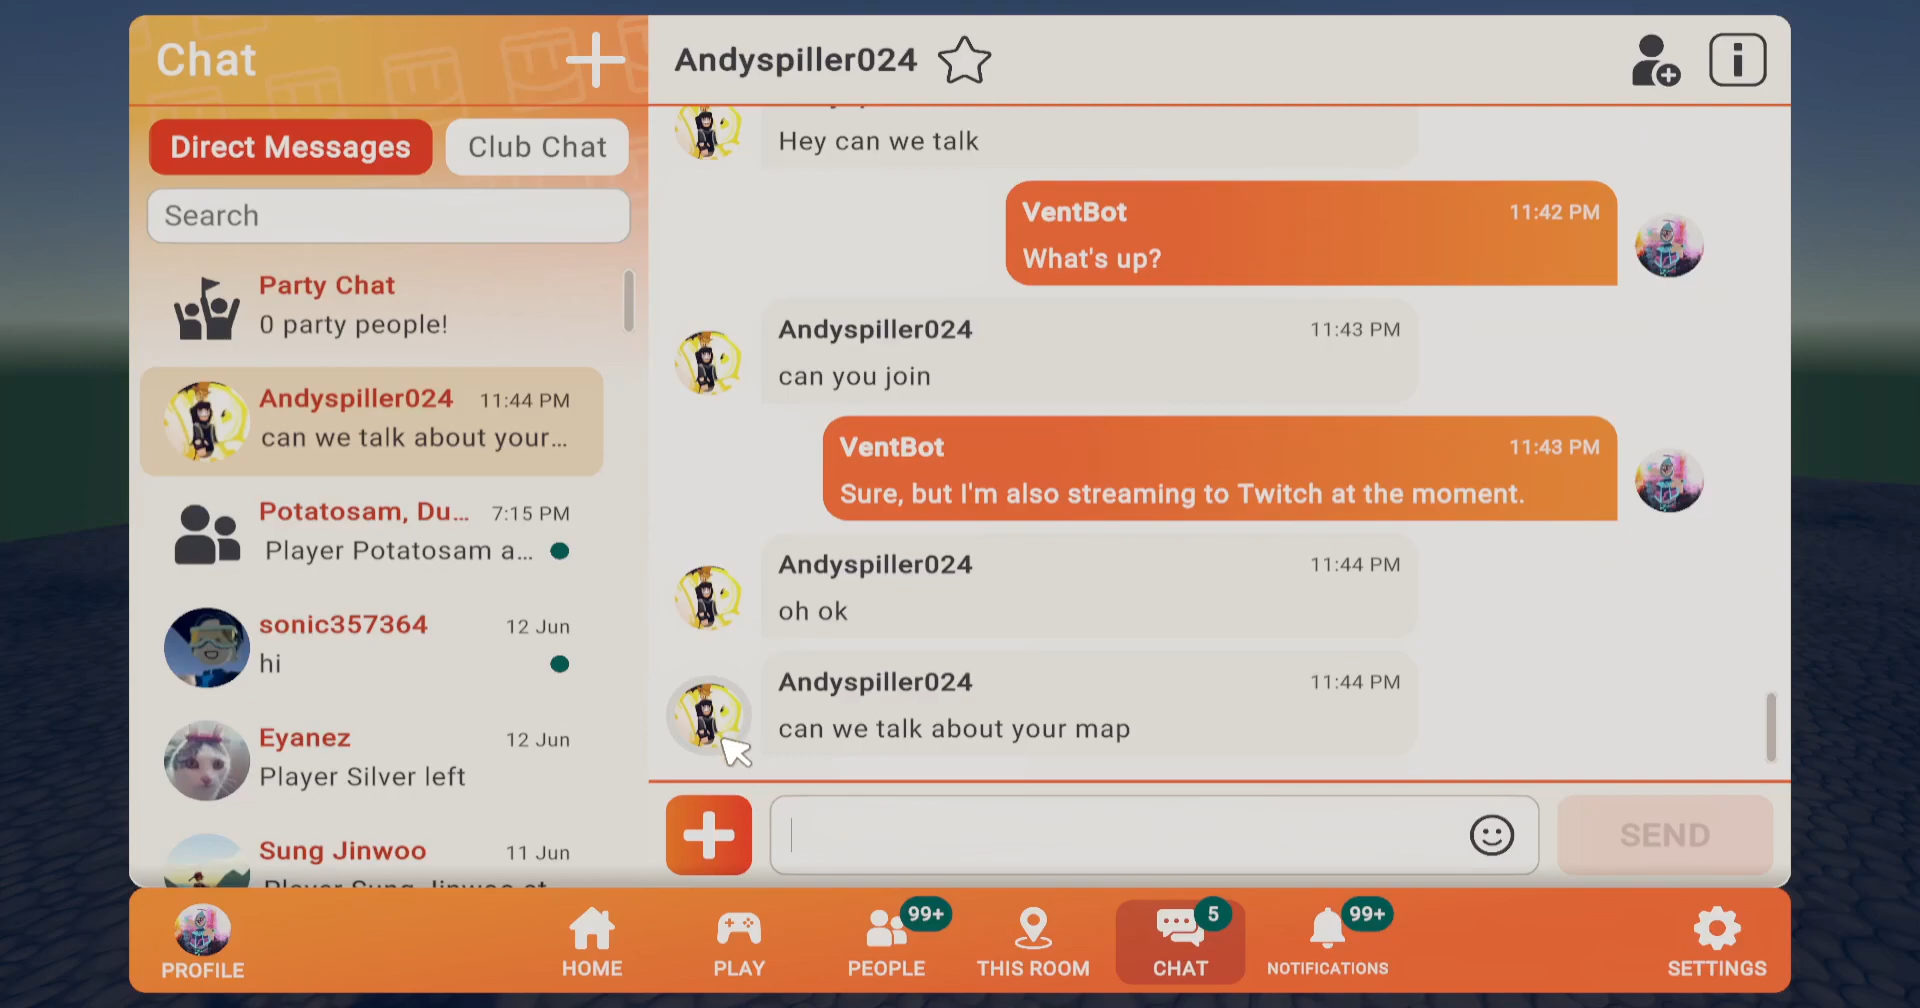 Chat
Direct Messages
Club Chat
Search
Party Chat
0 party people!
Andyspiller024 11:44 PM
can we talk about your...
Potatosam, Du... 7:15 PM
Player Potatosam a...
sonic357364 12 Jun
hi
Eyanez 12 Jun
Player Silver left
Sung Jinwoo 11 Jun
Player Sung Jinwoo at
Andyspiller024
Hey can we talk
VentBot 11:42 PM
What's up?
Andyspiller024 11:43 PM
can you join
VentBot 11:43 PM
Sure, but I'm also streaming to Twitch at the moment.
Andyspiller024 11:44 PM
oh ok
Andyspiller024 11:44 PM
can we talk about your map
SEND
PROFILE
HOME
PLAY
99+
PEOPLE
THIS ROOM
5
CHAT
99+
NOTIFICATIONS
SETTINGS